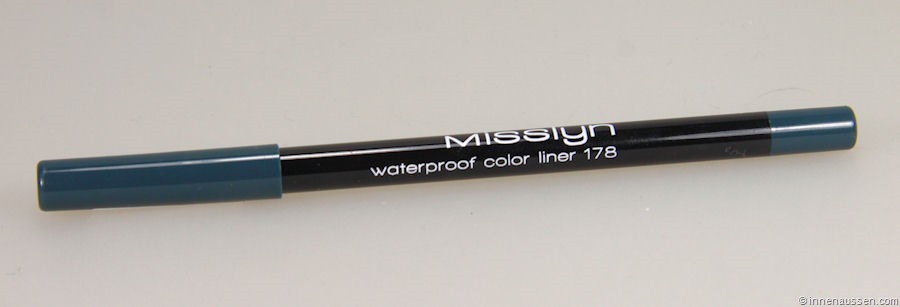 Misslyn
waterproof color liner 178
© innenaussen.com